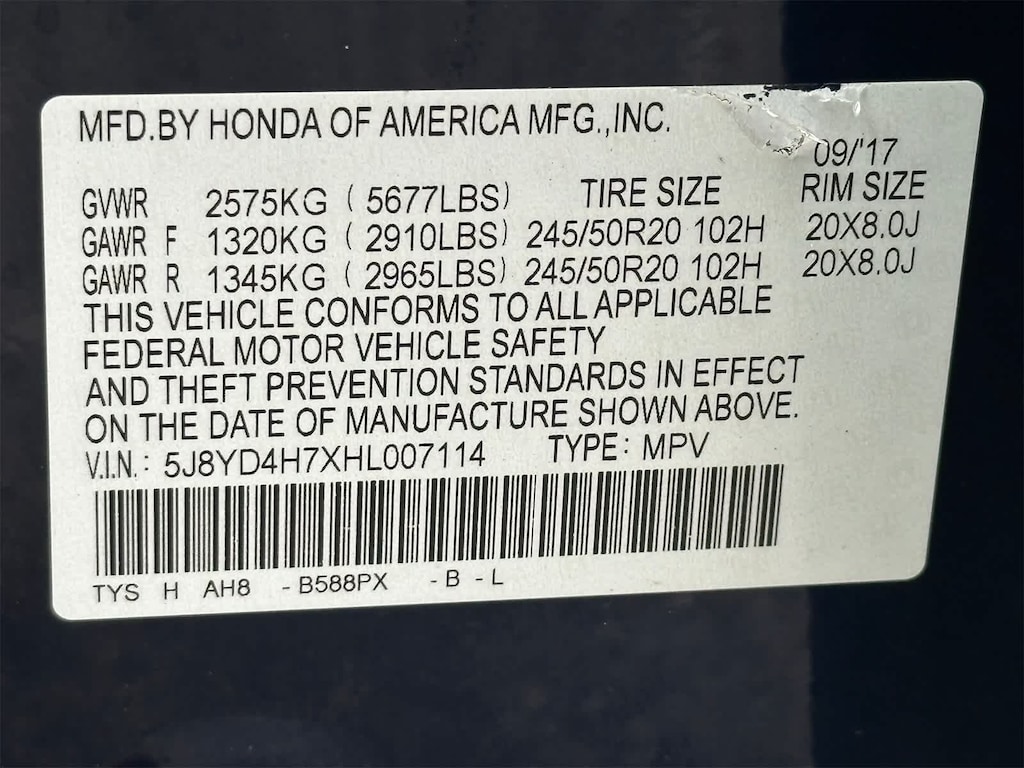 MFD.BY HONDA OF AMERICA MFG.,INC.
09/'17
GVWR 2575KG ( 5677LBS) TIRE SIZE RIM SIZE
GAWR F 1320KG ( 2910LBS) 245/50R20 102H 20X8.0J
GAWR R 1345KG ( 2965LBS) 245/50R20 102H 20X8.0J
THIS VEHICLE CONFORMS TO ALL APPLICABLE
FEDERAL MOTOR VEHICLE SAFETY
AND THEFT PREVENTION STANDARDS IN EFFECT
ON THE DATE OF MANUFACTURE SHOWN ABOVE.
V.I.N.: 5J8YD4H7XHL007114 TYPE: MPV
TYS H AH8 -B588PX -B -L